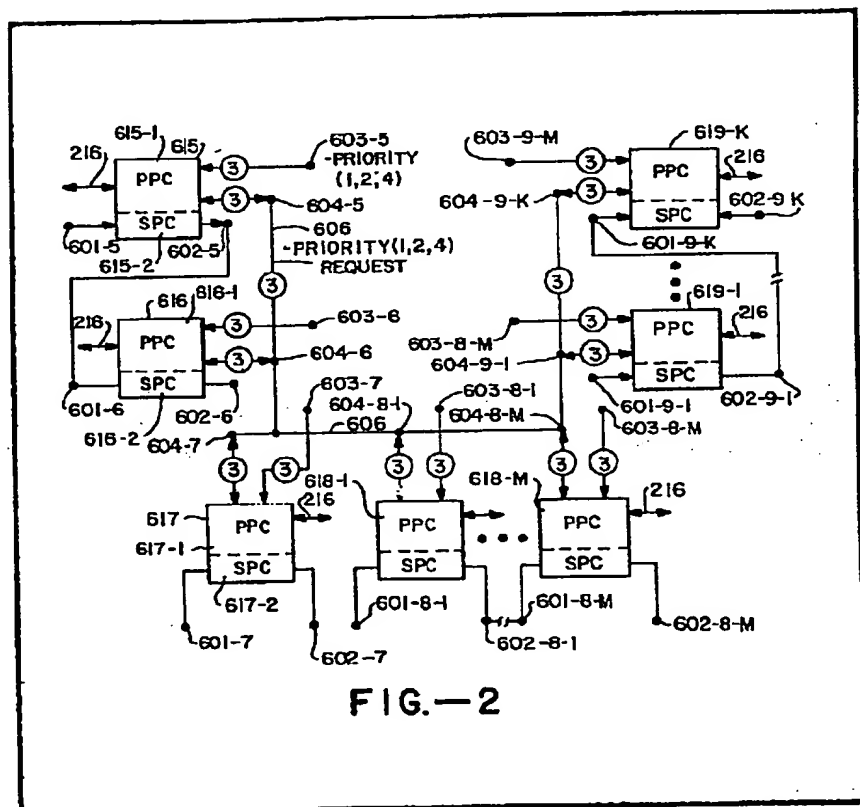 615-1
615
216
PPC
SPC
601-5
602-5
615-2
3
603-5
-PRIORITY
(1,2,4)
3
604-5
606
-PRIORITY(1,2,4)
REQUEST
3
616
616-1
216
PPC
SPC
3
603-6
3
604-6
601-6
602-6
616-2
603-7
604-7
606
604-8-1
603-8-1
604-8-M
3
3
3
3
3
3
617
617-1
PPC
SPC
216
617-2
601-7
602-7
618-1
PPC
SPC
601-8-1
602-8-1
618-M
PPC
SPC
216
601-8-M
602-8-M
603-9-M
619-K
3
PPC
SPC
216
3
604-9-K
602-9K
601-9-K
3
619-1
603-8-M
3
PPC
SPC
216
604-9-1
3
601-9-1
602-9-1
603-8-M
FIG.—2